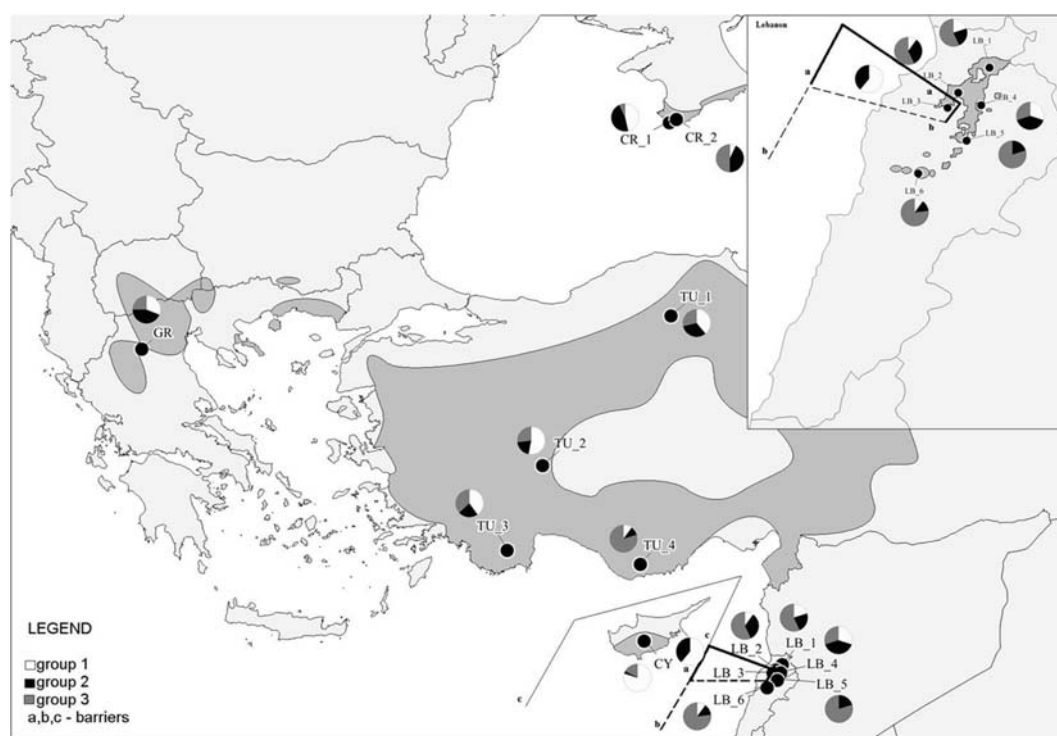 Lebanon
LB_1
LB_2
a
a
LB_3
LB_4
b
b
LB_5
LB_6
CR_1
CR_2
GR
TU_1
TU_2
TU_3
TU_4
CY
c
c
a
b
LB_2
LB_1
LB_3
LB_4
LB_5
LB_6
LEGEND
group 1
group 2
group 3
a,b,c - barriers